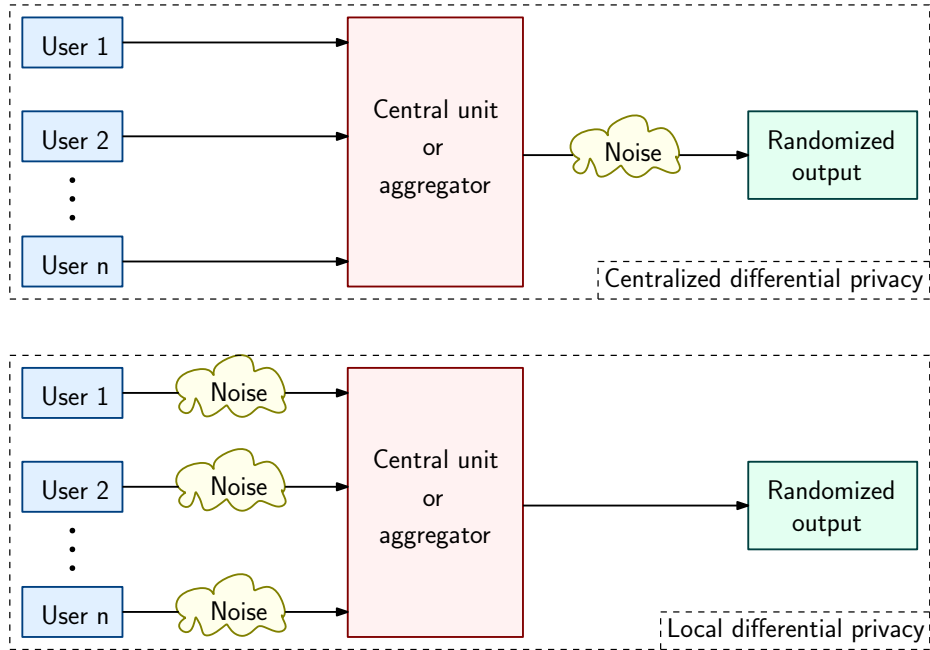 User 1
User 2
User n
Central unit
or
aggregator
Noise
Randomized
output
Centralized differential privacy
User 1
Noise
User 2
Noise
User n
Noise
Central unit
or
aggregator
Randomized
output
Local differential privacy